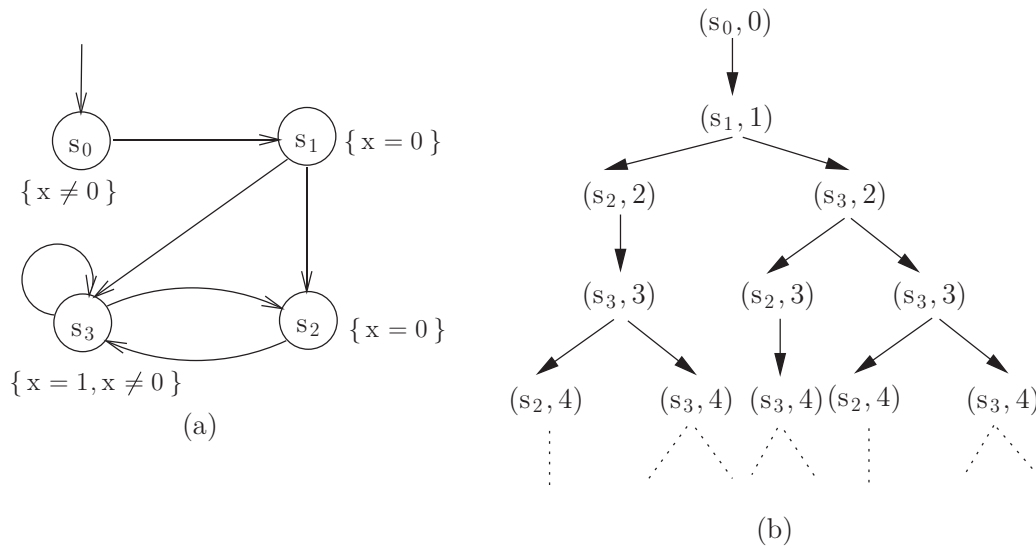 s₀
{ x ≠ 0 }
s₁
{ x = 0 }
s₃
{ x = 1, x ≠ 0 }
s₂
{ x = 0 }
(a)
(s₀, 0)
(s₁, 1)
(s₂, 2) (s₃, 2)
(s₃, 3) (s₂, 3) (s₃, 3)
(s₂, 4) (s₃, 4) (s₃, 4) (s₂, 4) (s₃, 4)
(b)